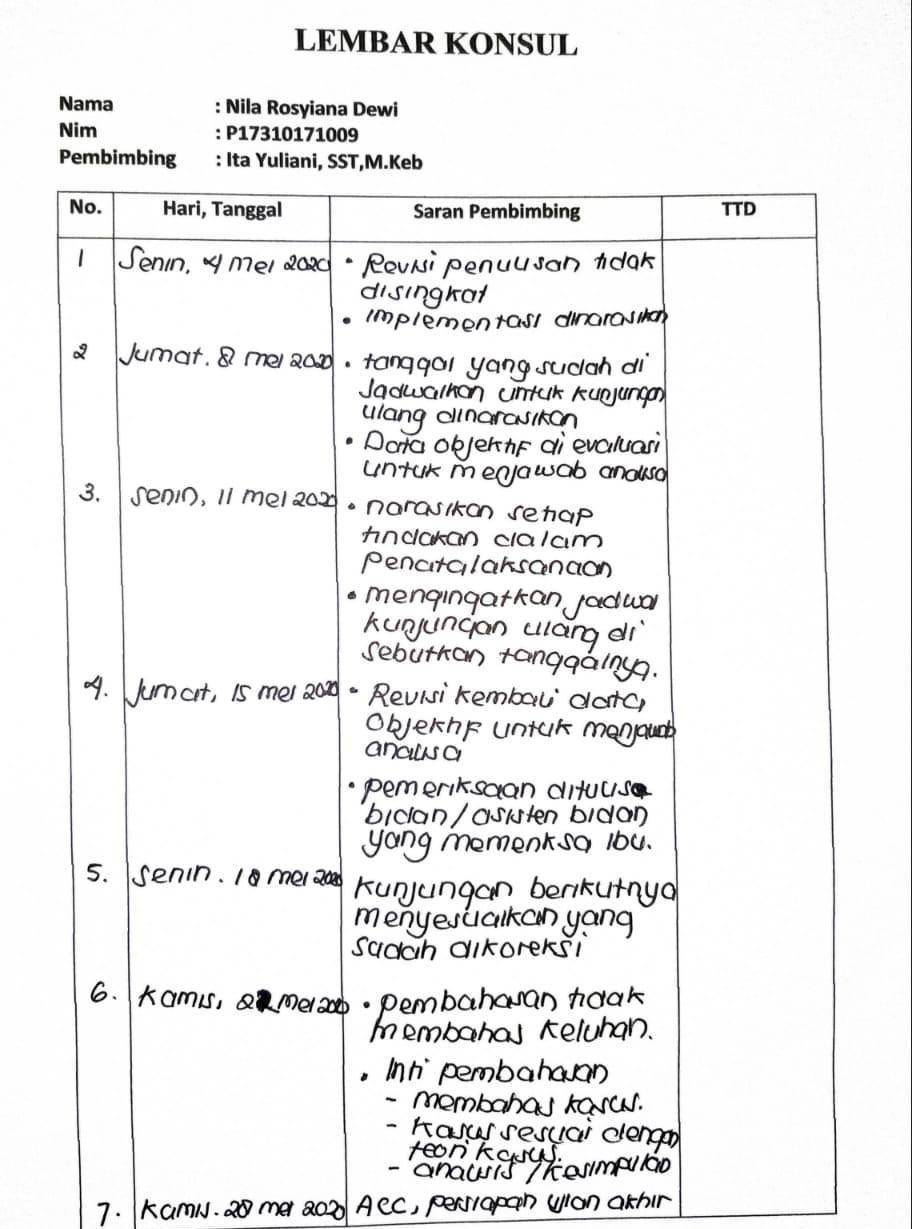 LEMBAR KONSUL
Nama : Nila Rosyiana Dewi
Nim : P17310171009
Pembimbing : Ita Yuliani, SST,M.Keb
No. Hari, Tanggal Saran Pembimbing TTD
1 Senin, 4 Mei 2020 • Revisi penulisan tidak
disingkat
• Implementasi dinarasikan
2 Jumat. 8 mei 2020 • tanggal yang sudah di
Jadwalkan untuk kunjungan
ulang dinarasikan
• Data objektif di evaluasi
untuk menjawab analisa
3. Senin, 11 mei 2020 • narasikan setiap
tindakan dalam
Penatalaksanaan
• mengingatkan jadwal
kunjungan ulang di
sebutkan tanggalnya.
4. Jumat, 15 mei 2020 • Revisi kembali data
Objektif untuk menjawab
analisa
• pemeriksaan ditulis
bidan / asisten bidan
yang memeriksa ibu.
5. Senin. 18 mei 2020 kunjungan berikutnya
menyesuaikan yang
sudah dikoreksi
6. Kamis, Mei 2020 • pembahasan tidak
membahas keluhan.
• Inti pembahasan
- membahas kasus.
- kasus sesuai dengan
teori kasus.
- analisis / kesimpulan
7. Kamis. 28 mei 2020 ACC, persiapan ujian akhir